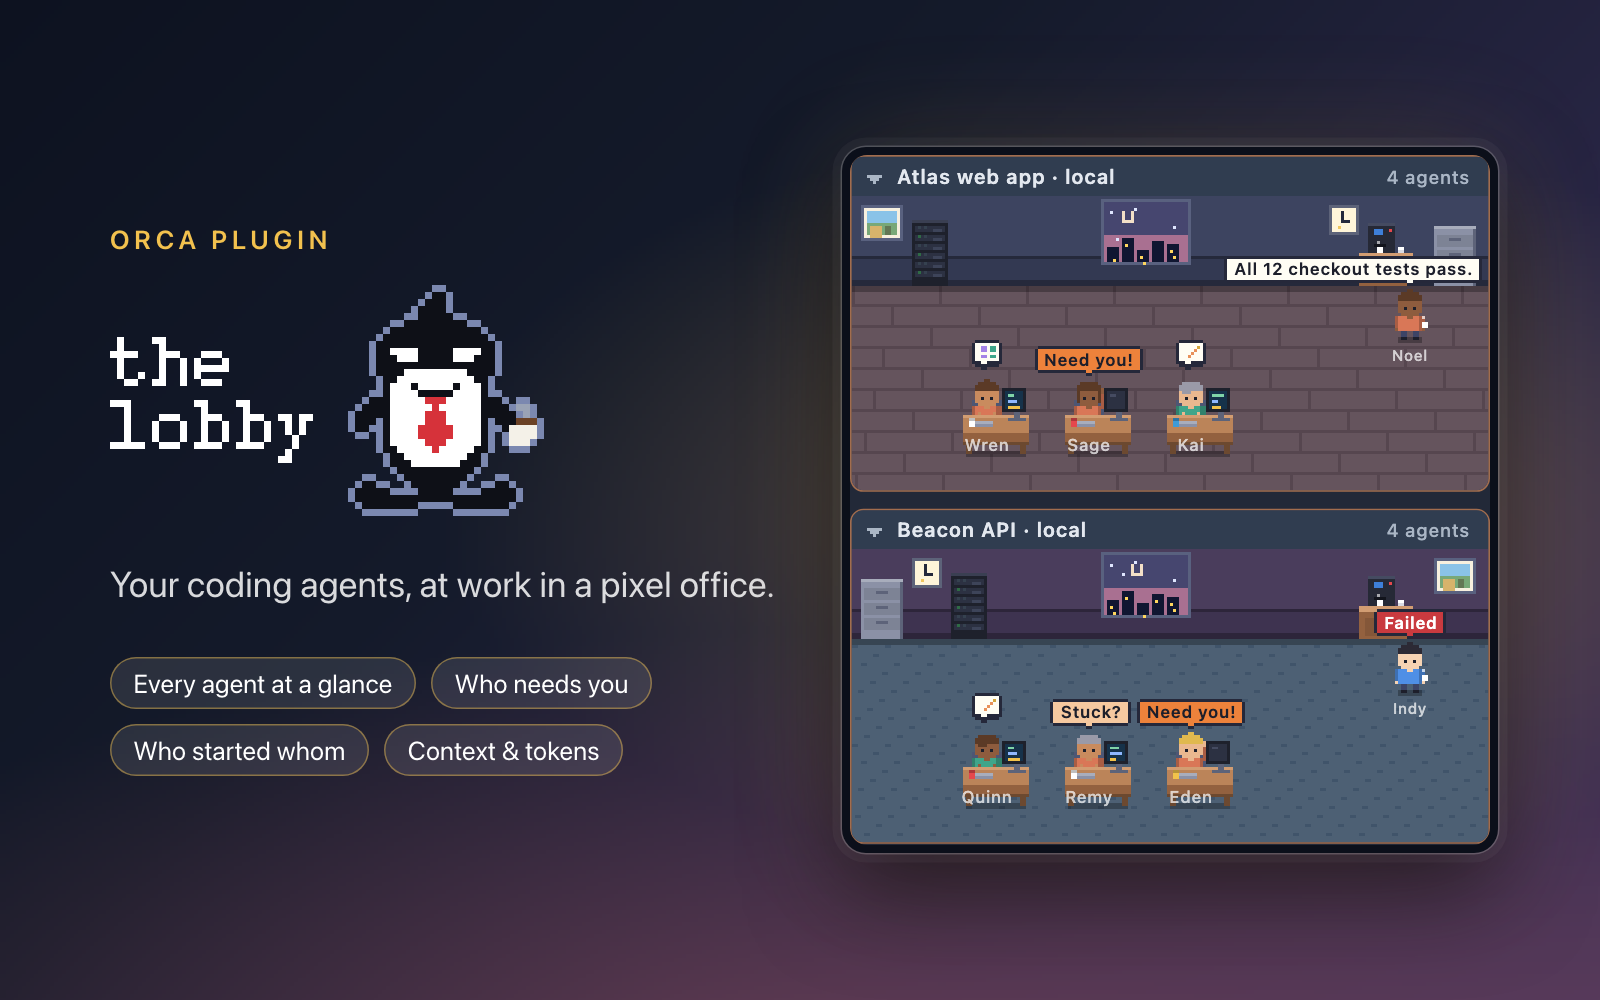 ORCA PLUGIN
the
lobby
Your coding agents, at work in a pixel office.
Every agent at a glance
Who needs you
Who started whom
Context & tokens
Atlas web app · local
4 agents
All 12 checkout tests pass.
Noel
Need you!
Wren
Sage
Kai
Beacon API · local
4 agents
Failed
Indy
Stuck?
Need you!
Quinn
Remy
Eden